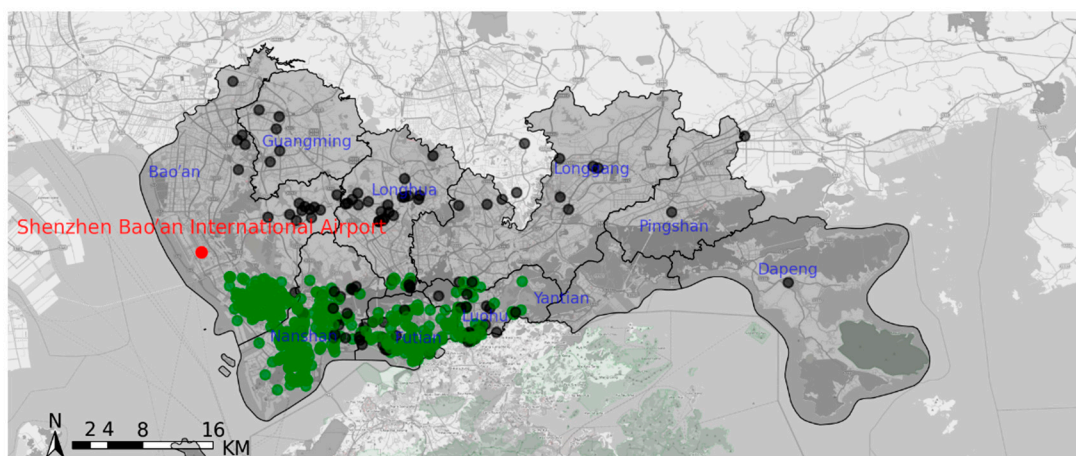 Guangming
Bao'an
Longgang
Longhua
Shenzhen Bao'an International Airport
Pingshan
Dapeng
Yantian
Luohu
Nanshan
Futian
N
2 4 8 16
KM